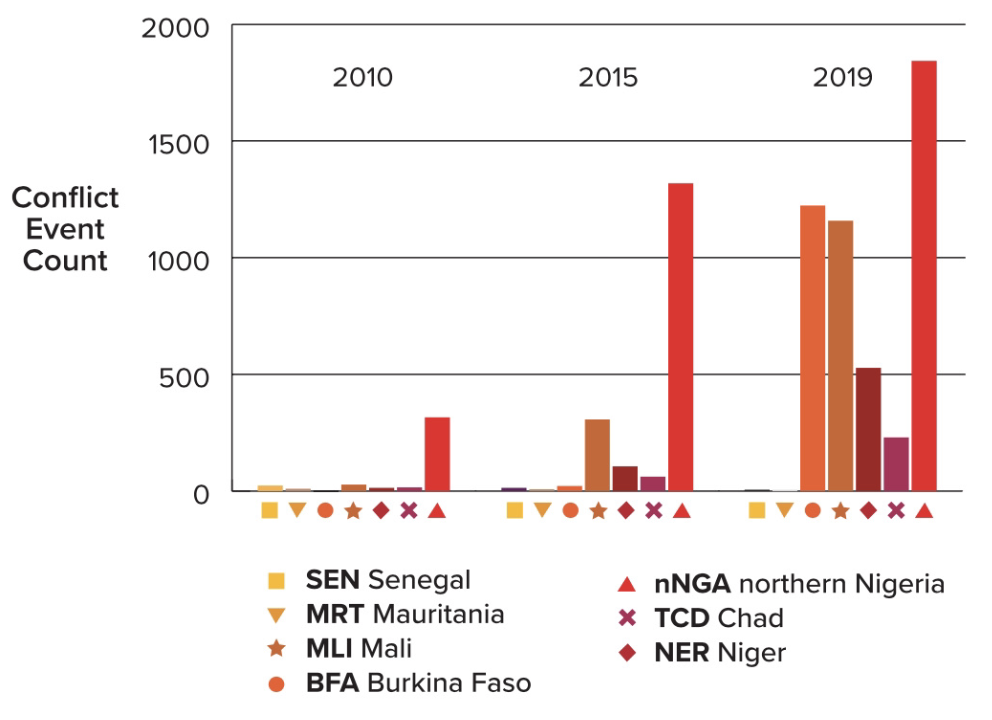 2000
2010 2015 2019
1500
Conflict
Event
Count
1000
500
0
SEN Senegal
MRT Mauritania
MLI Mali
BFA Burkina Faso
nNGA northern Nigeria
TCD Chad
NER Niger